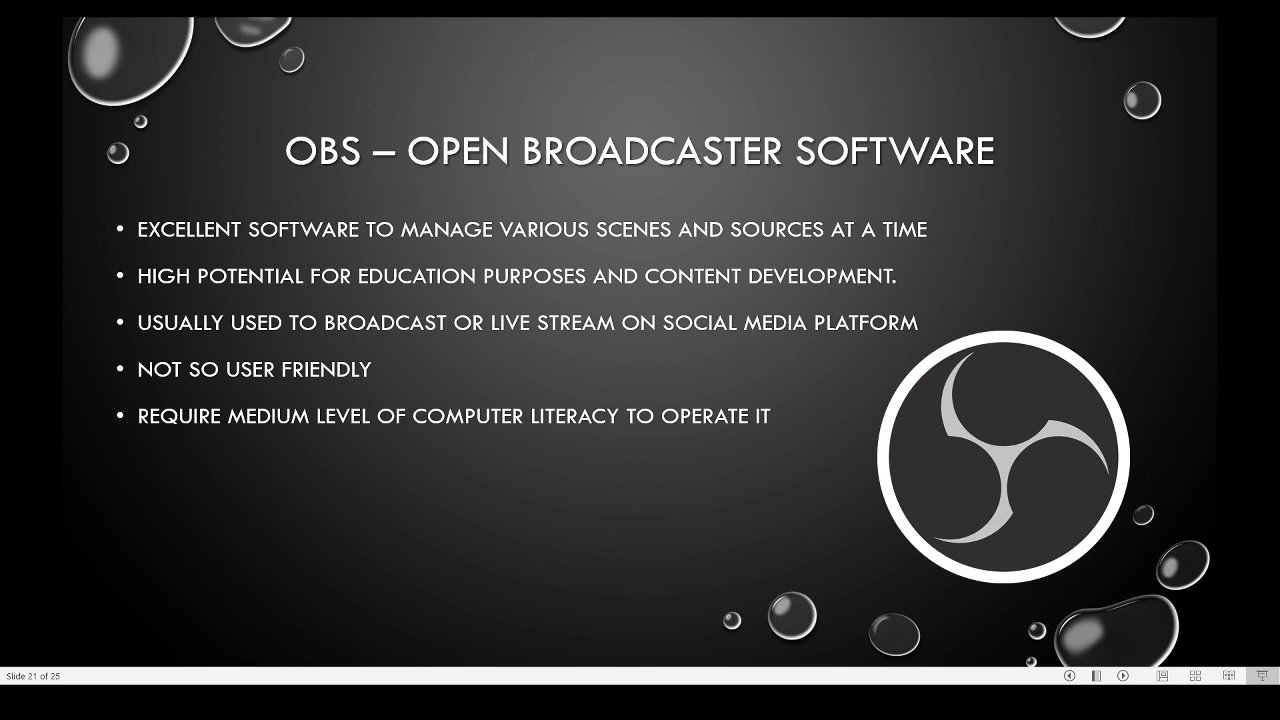 OBS – OPEN BROADCASTER SOFTWARE
• EXCELLENT SOFTWARE TO MANAGE VARIOUS SCENES AND SOURCES AT A TIME
• HIGH POTENTIAL FOR EDUCATION PURPOSES AND CONTENT DEVELOPMENT.
• USUALLY USED TO BROADCAST OR LIVE STREAM ON SOCIAL MEDIA PLATFORM
• NOT SO USER FRIENDLY
• REQUIRE MEDIUM LEVEL OF COMPUTER LITERACY TO OPERATE IT
Slide 21 of 25